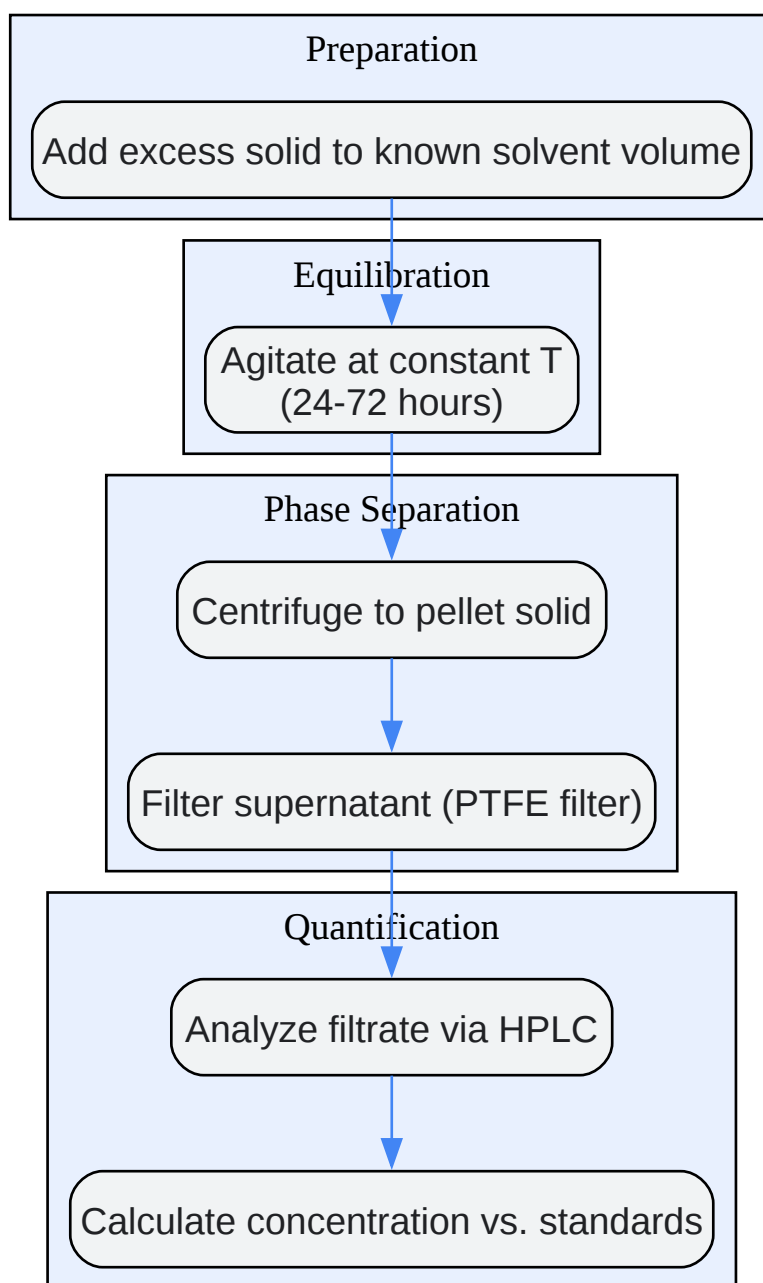 Preparation
Add excess solid to known solvent volume
Equilibration
Agitate at constant T
(24-72 hours)
Phase Separation
Centrifuge to pellet solid
Filter supernatant (PTFE filter)
Quantification
Analyze filtrate via HPLC
Calculate concentration vs. standards